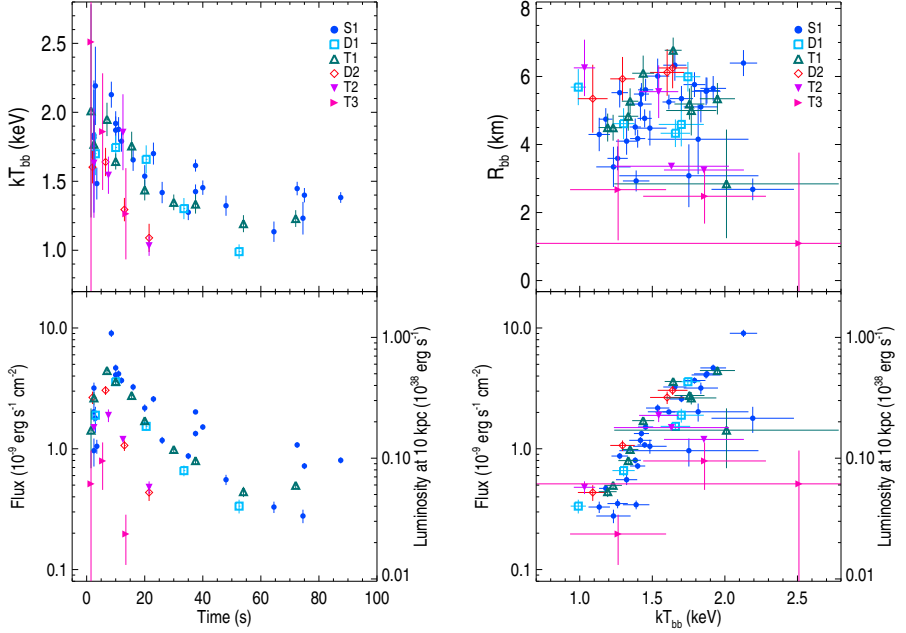 2.5
2.0
1.5
1.0
kT_bb (keV)
S1
D1
T1
D2
T2
T3
8
6
4
2
0
R_bb (km)
S1
D1
T1
D2
T2
T3
10.0
1.0
0.1
Flux (10^-9 erg s^-1 cm^-2)
0 20 40 60 80 100
Time (s)
1.00
0.10
0.01
Luminosity at 10 kpc (10^38 erg s^-1)
10.0
1.0
0.1
Flux (10^-9 erg s^-1 cm^-2)
1.0 1.5 2.0 2.5
kT_bb (keV)
1.00
0.10
0.01
Luminosity at 10 kpc (10^38 erg s^-1)